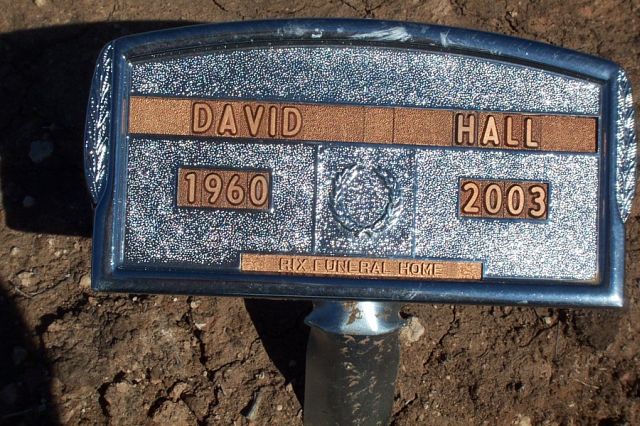 DAVID HALL
1960 2003
RIX FUNERAL HOME